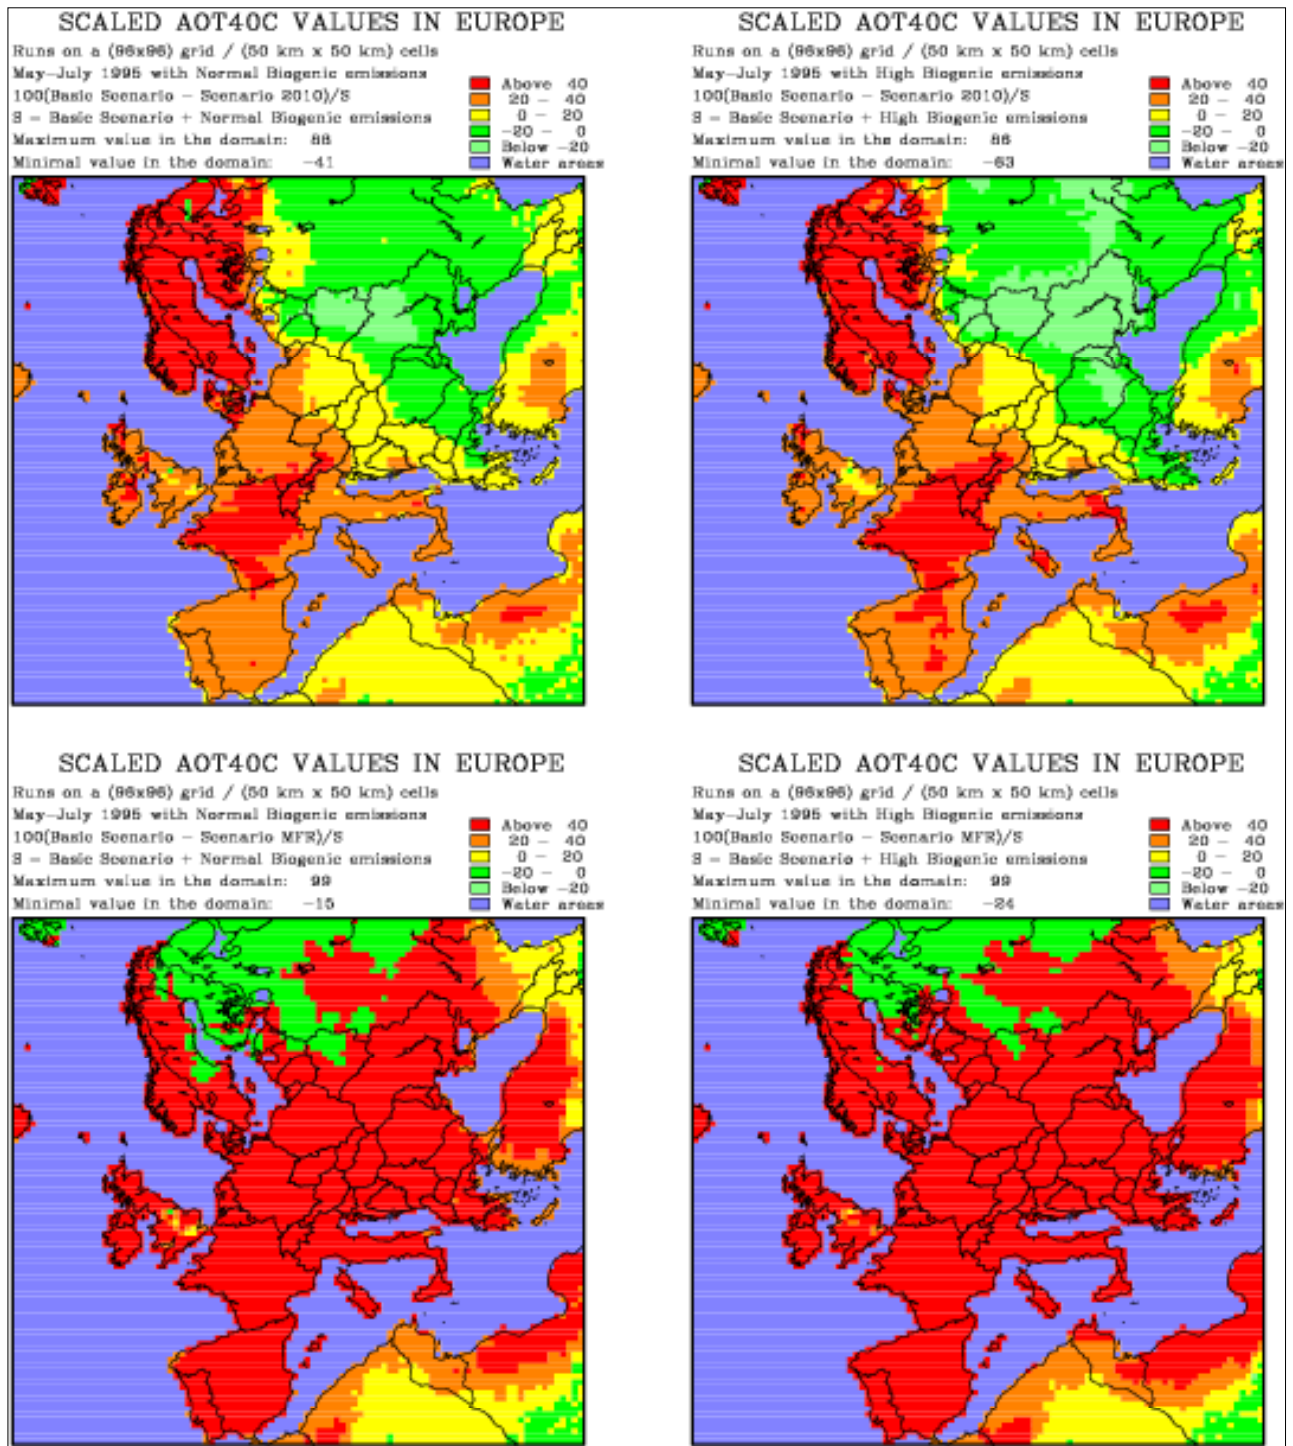 SCALED AOT40C VALUES IN EUROPE
Runs on a (96x96) grid / (50 km x 50 km) cells
May-July 1995 with Normal Biogenic emissions
100(Basic Scenario - Scenario 2010)/S
S - Basic Scenario + Normal Biogenic emissions
Maximum value in the domain: 88
Minimal value in the domain: -41
Above 40
20 - 40
0 - 20
-20 - 0
Below -20
Water areas
SCALED AOT40C VALUES IN EUROPE
Runs on a (96x96) grid / (50 km x 50 km) cells
May-July 1995 with High Biogenic emissions
100(Basic Scenario - Scenario 2010)/S
S - Basic Scenario + High Biogenic emissions
Maximum value in the domain: 86
Minimal value in the domain: -63
Above 40
20 - 40
0 - 20
-20 - 0
Below -20
Water areas
SCALED AOT40C VALUES IN EUROPE
Runs on a (96x96) grid / (50 km x 50 km) cells
May-July 1995 with Normal Biogenic emissions
100(Basic Scenario - Scenario MFR)/S
S - Basic Scenario + Normal Biogenic emissions
Maximum value in the domain: 99
Minimal value in the domain: -15
Above 40
20 - 40
0 - 20
-20 - 0
Below -20
Water areas
SCALED AOT40C VALUES IN EUROPE
Runs on a (96x96) grid / (50 km x 50 km) cells
May-July 1995 with High Biogenic emissions
100(Basic Scenario - Scenario MFR)/S
S - Basic Scenario + High Biogenic emissions
Maximum value in the domain: 99
Minimal value in the domain: -24
Above 40
20 - 40
0 - 20
-20 - 0
Below -20
Water areas